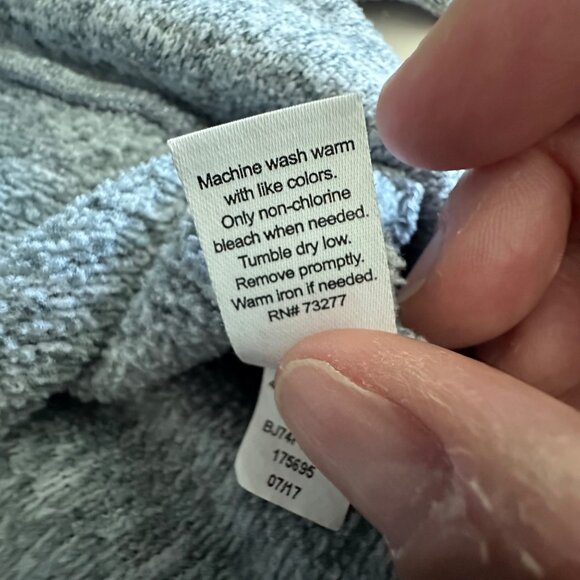 Machine wash warm
with like colors.
Only non-chlorine
bleach when needed.
Tumble dry low.
Remove promptly.
Warm iron if needed.
RN# 73277
175695
07/17